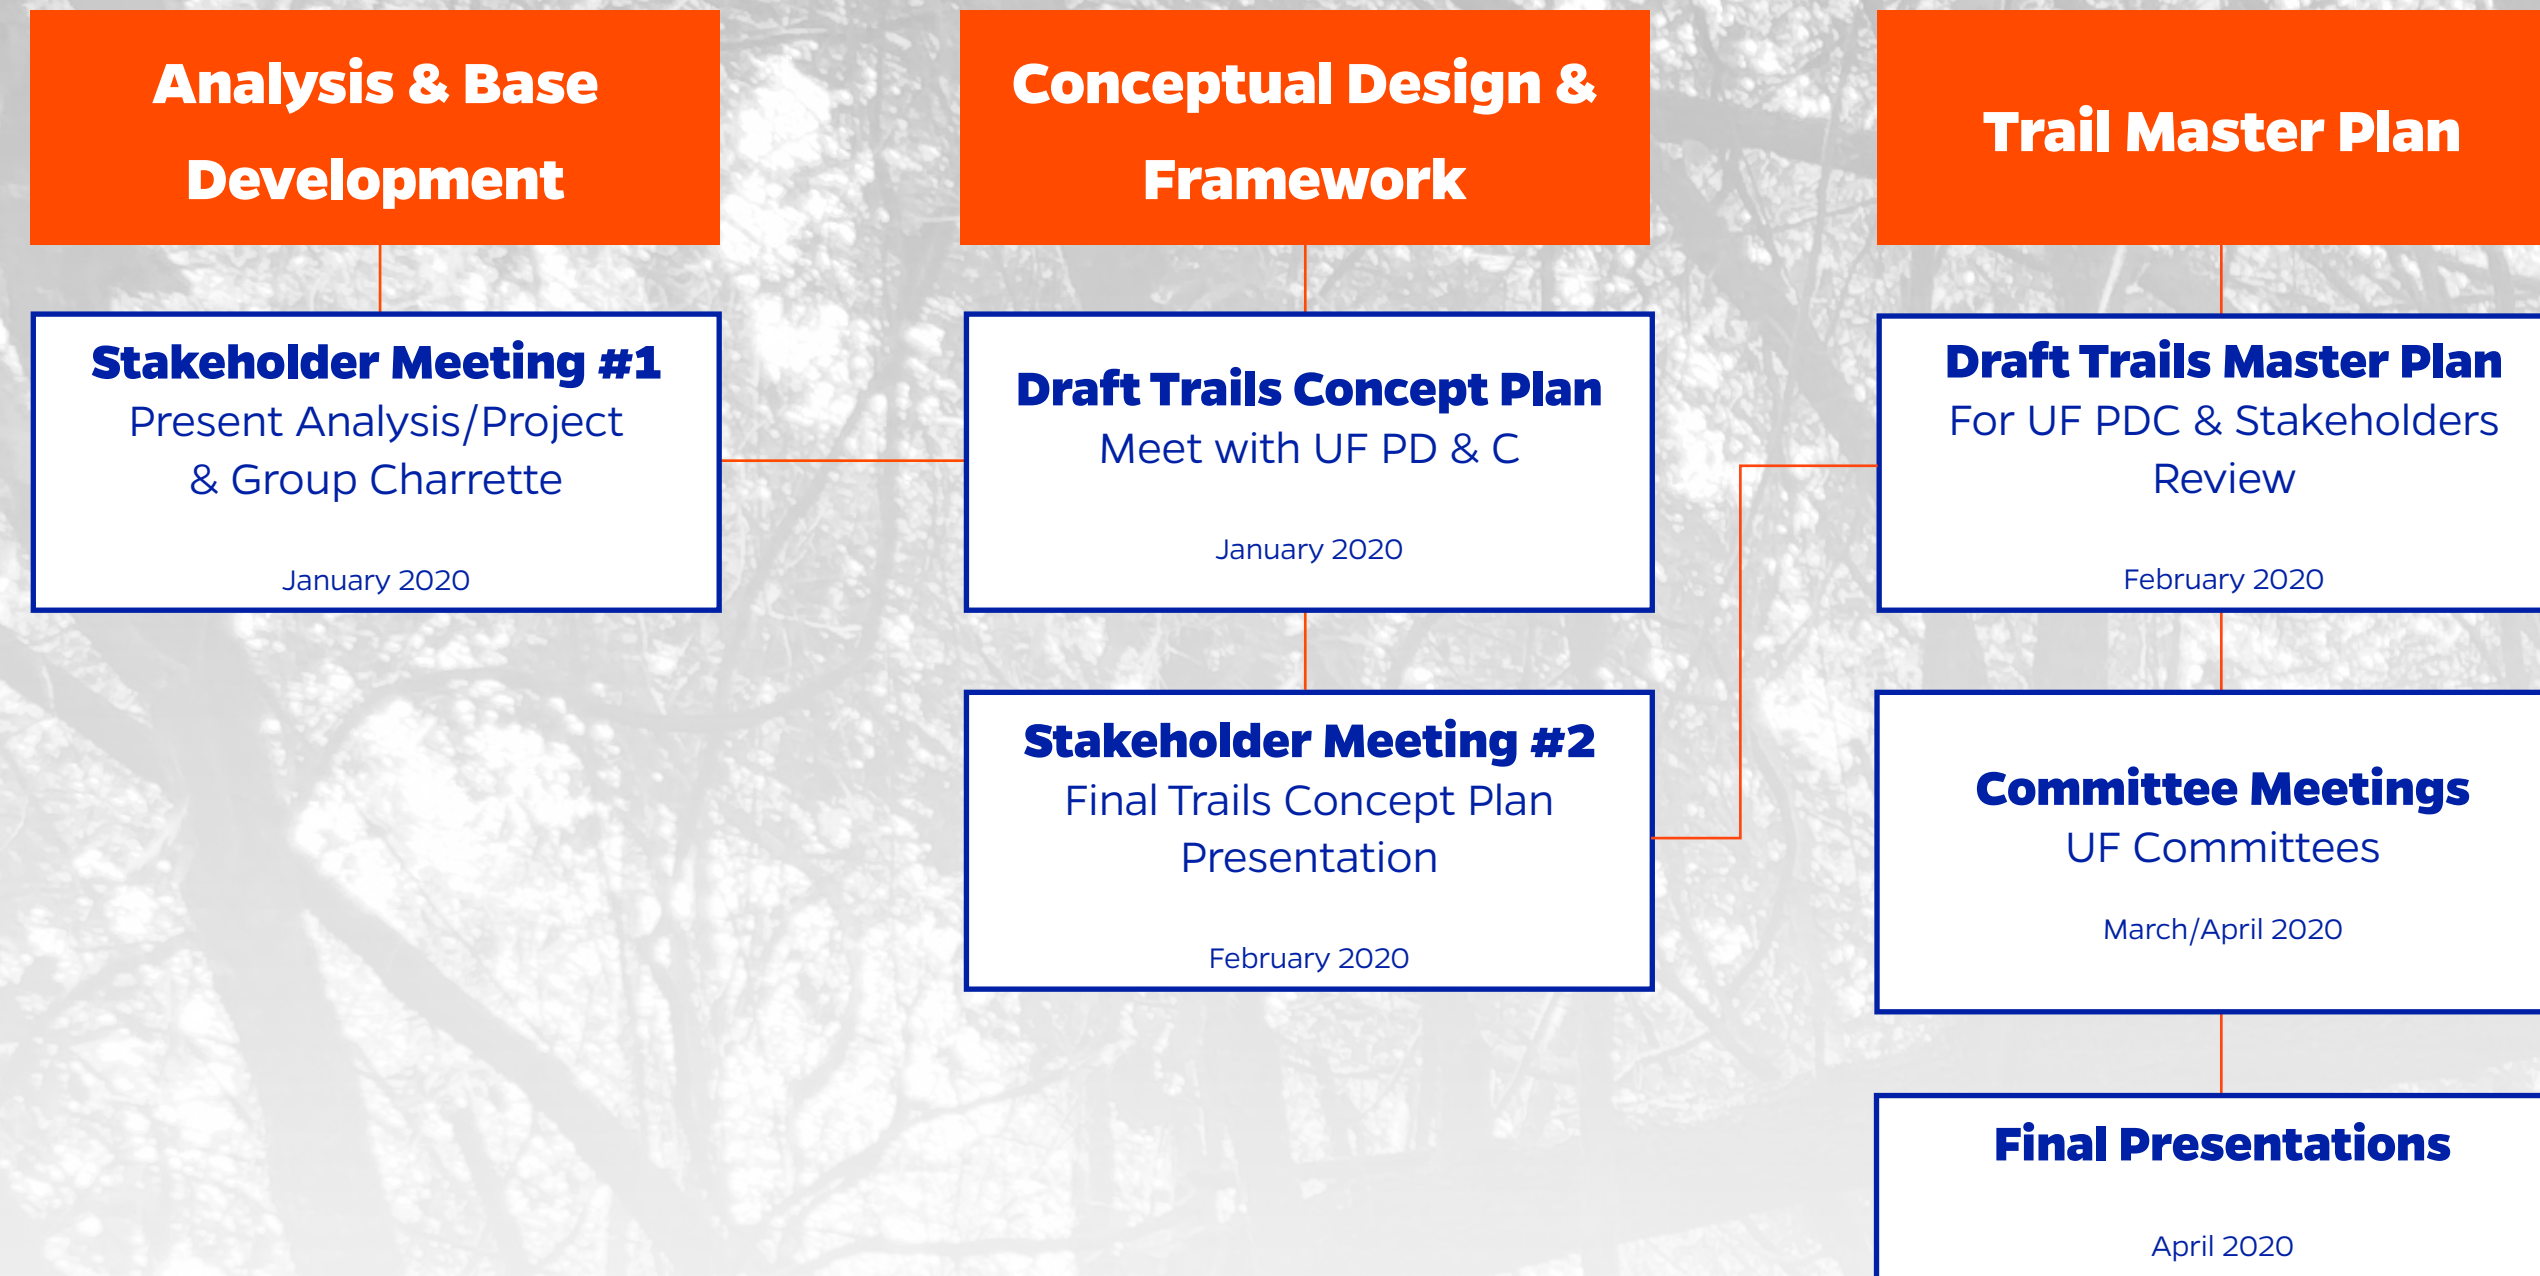 Analysis & Base
Development
Stakeholder Meeting #1
Present Analysis/Project
& Group Charrette
January 2020
Conceptual Design &
Framework
Draft Trails Concept Plan
Meet with UF PD & C
January 2020
Stakeholder Meeting #2
Final Trails Concept Plan
Presentation
February 2020
Trail Master Plan
Draft Trails Master Plan
For UF PDC & Stakeholders
Review
February 2020
Committee Meetings
UF Committees
March/April 2020
Final Presentations
April 2020